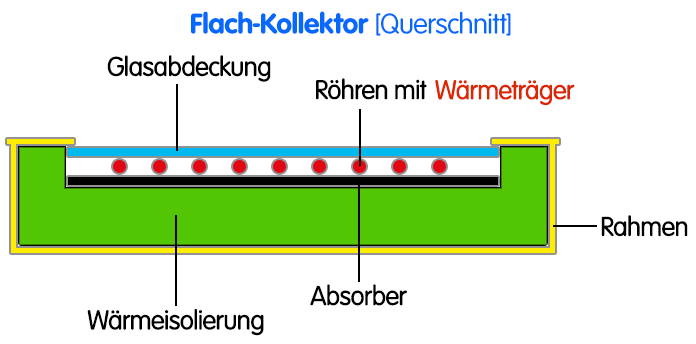 Flach-Kollektor [Querschnitt]
Glasabdeckung
Röhren mit Wärmeträger
Rahmen
Absorber
Wärmeisolierung